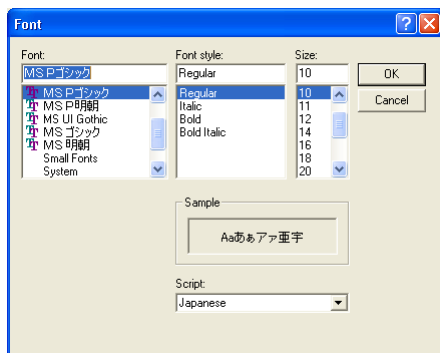 Font
Font:
MS Pゴシック
MS Pゴシック
MS P明朝
MS UI Gothic
MS ゴシック
MS 明朝
Small Fonts
System
Font style:
Regular
Regular
Italic
Bold
Bold Italic
Size:
10
10
11
12
14
16
18
20
OK
Cancel
Sample
Aaあぁアァ亜宇
Script:
Japanese